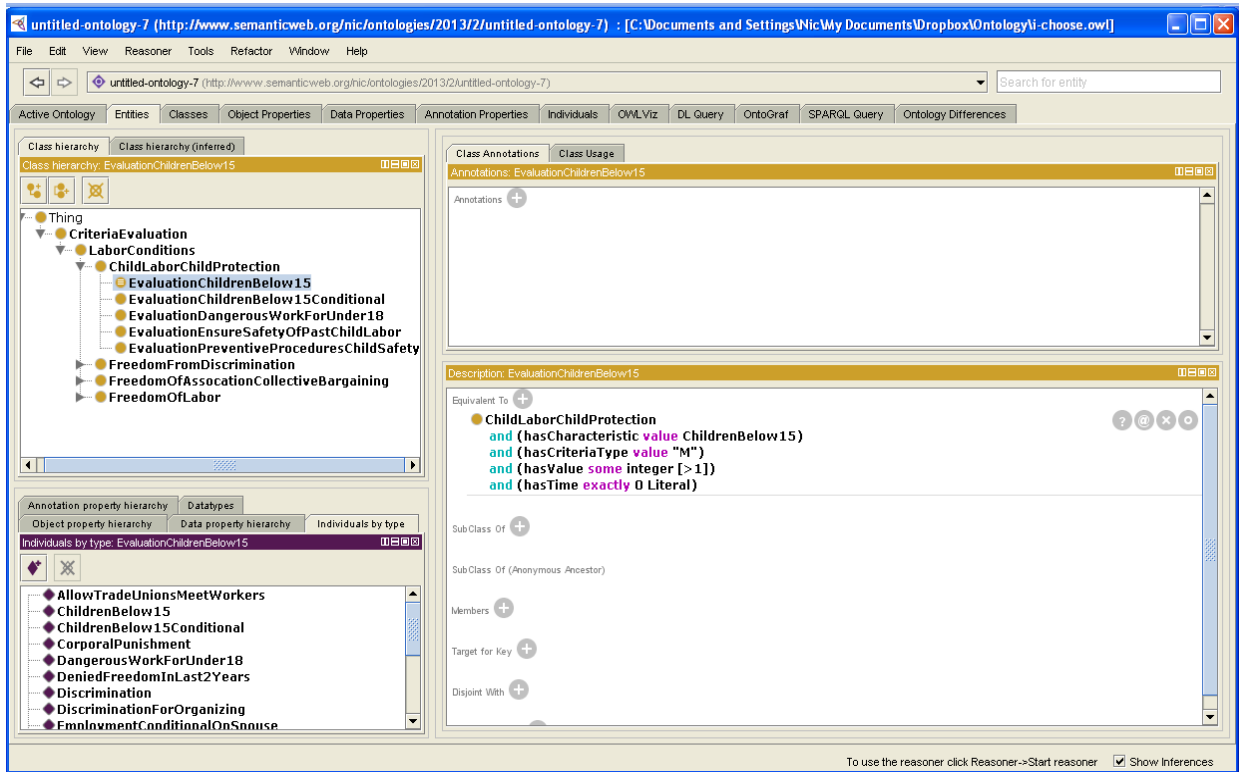 untitled-ontology-7 (http://www.semanticweb.org/nic/ontologies/2013/2/untitled-ontology-7) : [C:\Documents and Settings\Nic\My Documents\Dropbox\Ontology\i-choose.owl]
File Edit View Reasoner Tools Refactor Window Help
untitled-ontology-7 (http://www.semanticweb.org/nic/ontologies/2013/2/untitled-ontology-7)
Search for entity
Active Ontology Entities Classes Object Properties Data Properties Annotation Properties Individuals OWLViz DL Query OntoGraf SPARQL Query Ontology Differences
Class hierarchy Class hierarchy (inferred)
Class hierarchy: EvaluationChildrenBelow15
Thing
CriteriaEvaluation
LaborConditions
ChildLaborChildProtection
EvaluationChildrenBelow15
EvaluationChildrenBelow15Conditional
EvaluationDangerousWorkForUnder18
EvaluationEnsureSafetyOfPastChildLabor
EvaluationPreventiveProceduresChildSafety
FreedomFromDiscrimination
FreedomOfAssocationCollectiveBargaining
FreedomOfLabor
Annotation property hierarchy Datatypes
Object property hierarchy Data property hierarchy Individuals by type
Individuals by type: EvaluationChildrenBelow15
AllowTradeUnionsMeetWorkers
ChildrenBelow15
ChildrenBelow15Conditional
CorporalPunishment
DangerousWorkForUnder18
DeniedFreedomInLast2Years
Discrimination
DiscriminationForOrganizing
EmploymentConditionalOnSpouse
Class Annotations Class Usage
Annotations: EvaluationChildrenBelow15
Annotations
Description: EvaluationChildrenBelow15
Equivalent To
ChildLaborChildProtection
and (hasCharacteristic value ChildrenBelow15)
and (hasCriteriaType value "M")
and (hasValue some integer [>1])
and (hasTime exactly 0 Literal)
SubClass Of
SubClass Of (Anonymous Ancestor)
Members
Target for Key
Disjoint With
To use the reasoner click Reasoner->Start reasoner Show Inferences